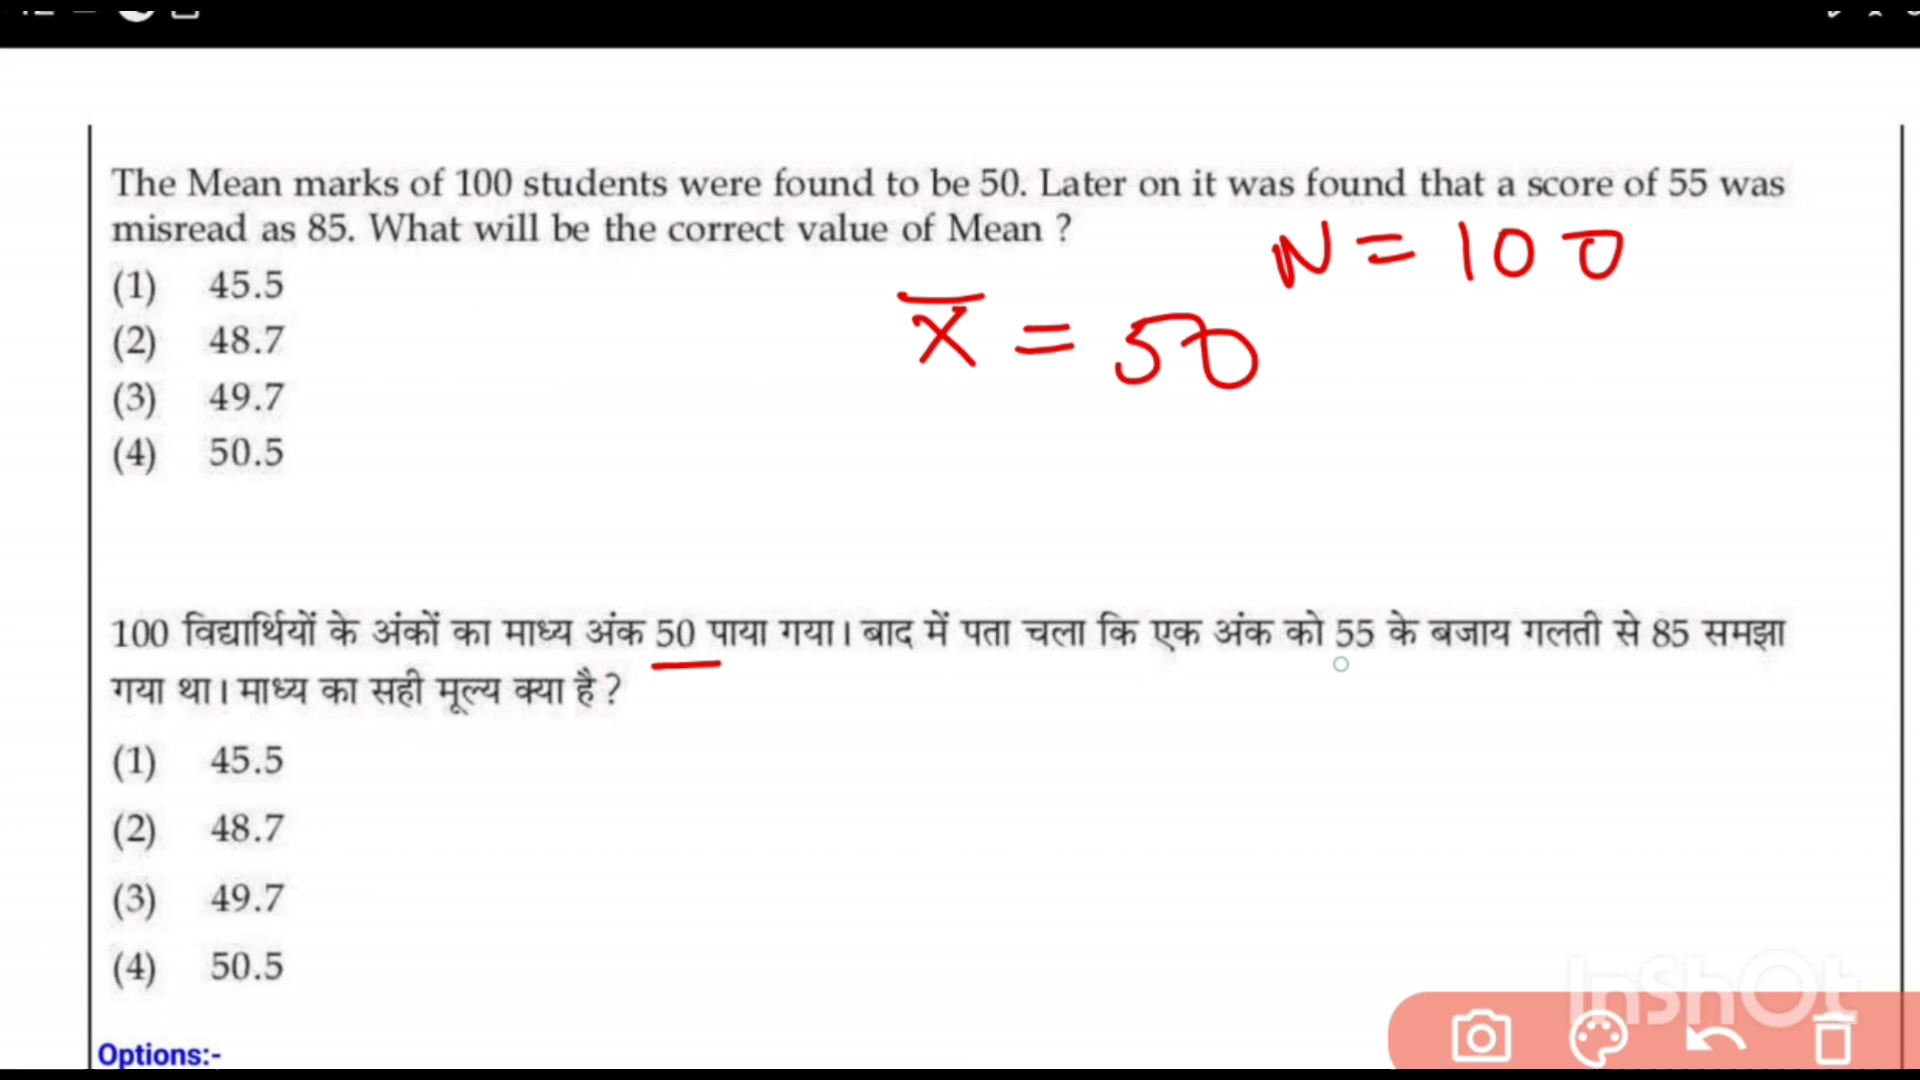 The Mean marks of 100 students were found to be 50. Later on it was found that a score of 55 was
misread as 85. What will be the correct value of Mean ?
N = 100
(1) 45.5
x̄ = 50
(2) 48.7
(3) 49.7
(4) 50.5
100 विद्यार्थियों के अंकों का माध्य अंक 50 पाया गया। बाद में पता चला कि एक अंक को 55 के बजाय गलती से 85 समझा
गया था। माध्य का सही मूल्य क्या है ?
(1) 45.5
(2) 48.7
(3) 49.7
(4) 50.5
InShOt
Options:-